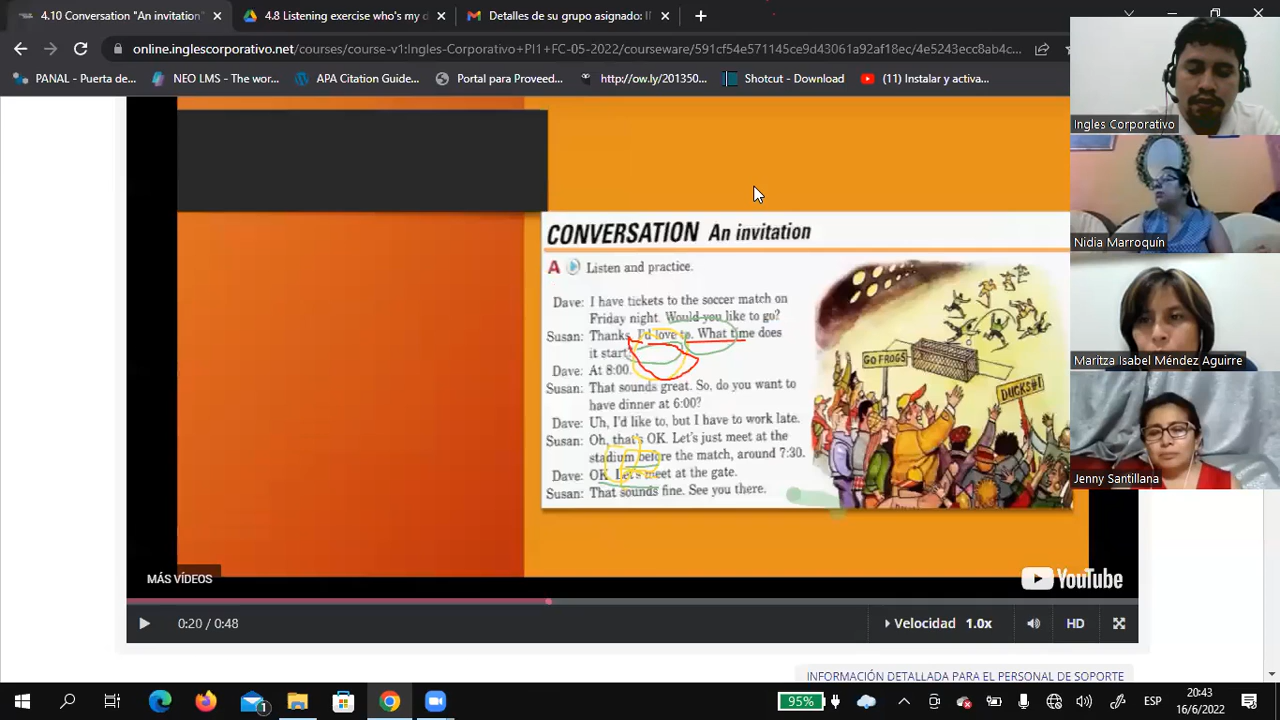 4.10 Conversation "An invitation"
4.8 Listening exercise who's my d
Detalles de su grupo asignado: I
online.inglescorporativo.net/courses/course-v1:Ingles-Corporativo+PI1+FC-05-2022/courseware/591cf54e571145ce9d43061a92af18ec/4e5243ecc8ab4c...
PANAL - Puerta de...
NEO LMS - The wor...
APA Citation Guide...
Portal para Proveed...
http://ow.ly/201350...
Shotcut - Download
(11) Instalar y activa...
Ingles Corporativo
Nidia Marroquín
Maritza Isabel Méndez Aguirre
Jenny Santillana
CONVERSATION An invitation
A Listen and practice.
Dave: I have tickets to the soccer match on
Friday night. Would you like to go?
Susan: Thanks, I'd love to. What time does
it start?
Dave: At 8:00.
Susan: That sounds great. So, do you want to
have dinner at 6:00?
Dave: Uh, I'd like to, but I have to work late.
Susan: Oh, that's OK. Let's just meet at the
stadium before the match, around 7:30.
Dave: OK. Let's meet at the gate.
Susan: That sounds fine. See you there.
GO FROGS
DUCKS #1
MÁS VÍDEOS
YouTube
0:20 / 0:48
Velocidad 1.0x
HD
INFORMACIÓN DETALLADA PARA EL PERSONAL DE SOPORTE
1
95%
ESP
20:43
16/6/2022